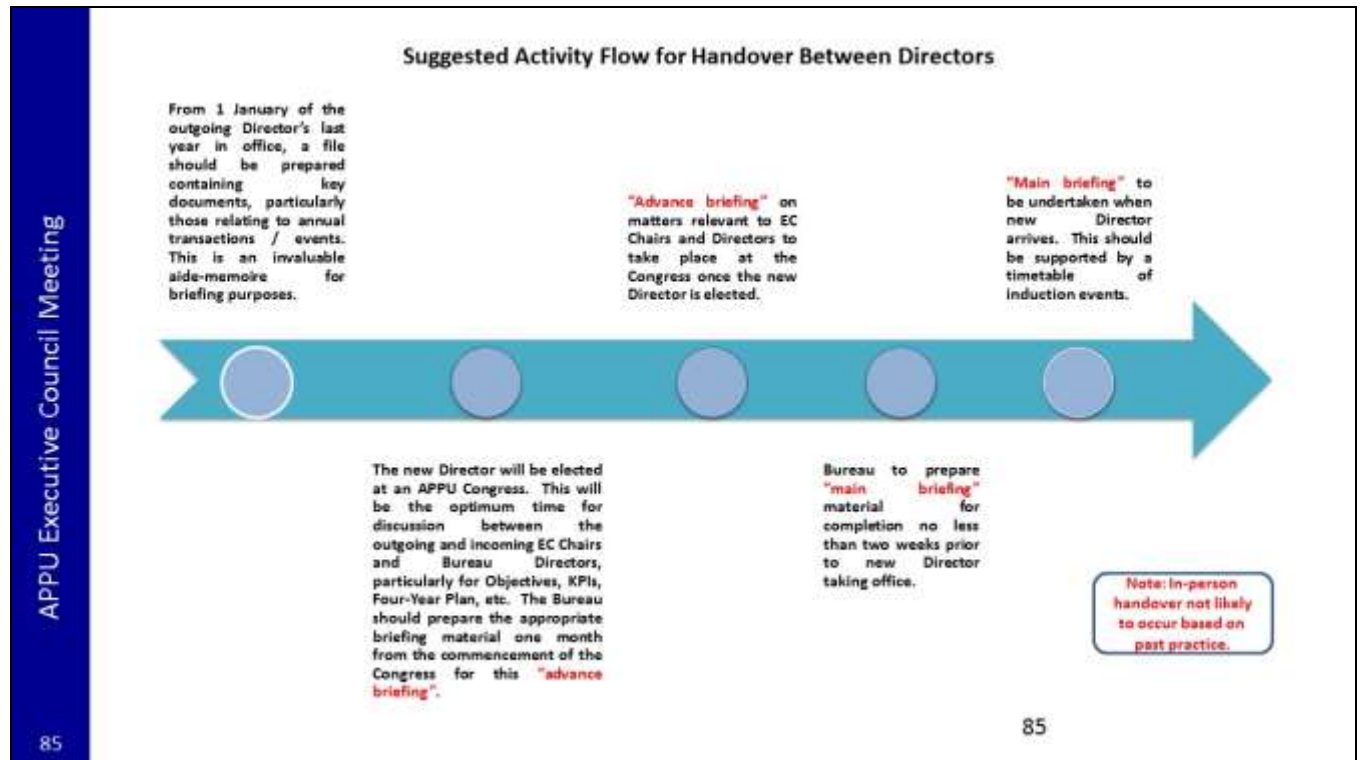 APPU Executive Council Meeting
85
Suggested Activity Flow for Handover Between Directors
From 1 January of the
outgoing Director's last
year in office, a file
should be prepared
containing key
documents, particularly
those relating to annual
transactions / events.
This is an invaluable
aide-memoire for
briefing purposes.
The new Director will be elected
at an APPU Congress. This will
be the optimum time for
discussion between the
outgoing and incoming EC Chairs
and Bureau Directors,
particularly for Objectives, KPIs,
Four-Year Plan, etc. The Bureau
should prepare the appropriate
briefing material one month
from the commencement of the
Congress for this "advance
briefing".
"Advance briefing" on
matters relevant to EC
Chairs and Directors to
take place at the
Congress once the new
Director is elected.
Bureau to prepare
"main briefing"
material for
completion no less
than two weeks prior
to new Director
taking office.
"Main briefing" to
be undertaken when
new Director
arrives. This should
be supported by a
timetable of
induction events.
Note: In-person
handover not likely
to occur based on
past practice.
85